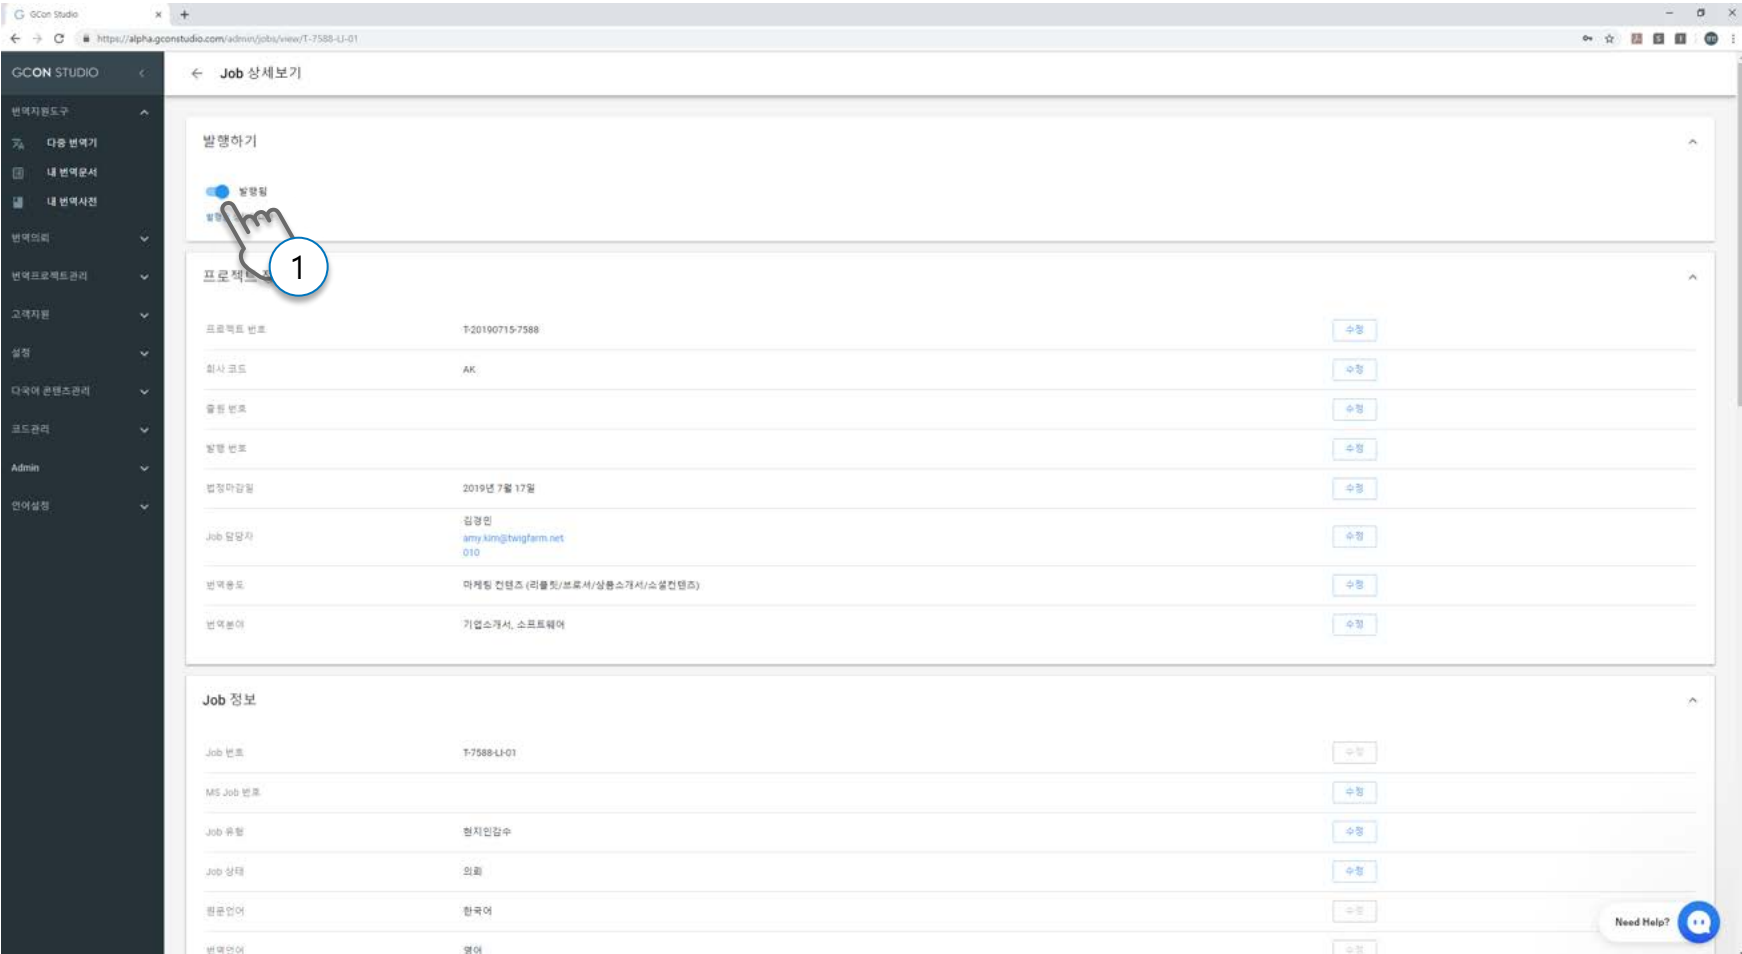 GCon Studio
https://alpha.gconstudio.com/admin/jobs/view/T-7588-LI-01
GCON STUDIO
Job 상세보기
번역지원도구
다중 번역기
내 번역문서
내 번역사전
번역의뢰
번역프로젝트관리
고객지원
설정
다국어 콘텐츠관리
코드관리
Admin
언어설정
발행하기
발행됨
1
프로젝트
프로젝트 번호 T-20190715-7588 수정
회사 코드 AK 수정
출원 번호 수정
발행 번호 수정
법정마감일 2019년 7월 17일 수정
Job 담당자 김경민 수정
amy.kim@twigfarm.net
010
번역용도 마케팅 컨텐츠 (리플릿/브로셔/상품소개서/소셜컨텐츠) 수정
번역분야 기업소개서, 소프트웨어 수정
Job 정보
Job 번호 T-7588-LI-01 수정
MS Job 번호 수정
Job 유형 현지인감수 수정
Job 상태 의뢰 수정
원문언어 한국어 수정
번역언어 영어 수정
Need Help?